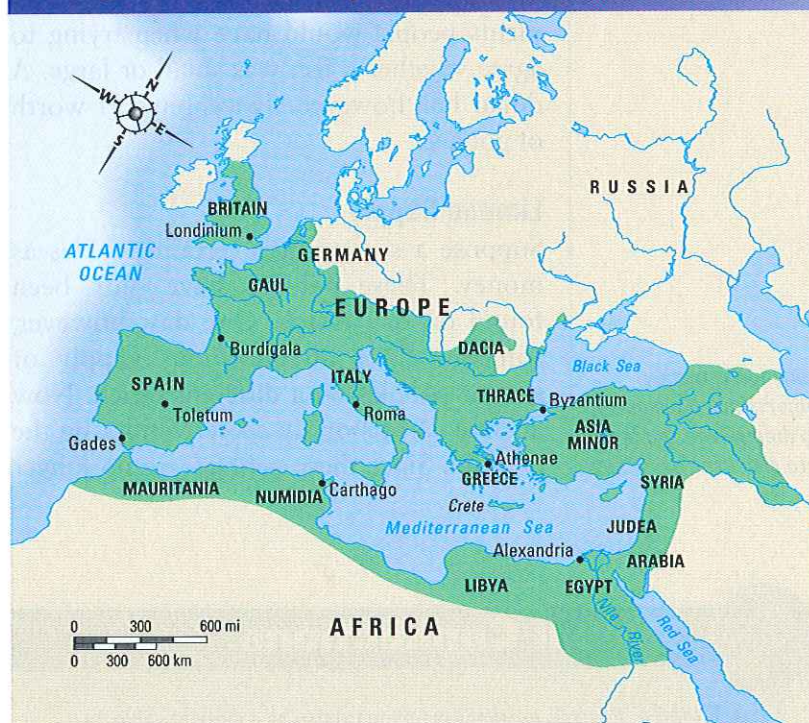 N
W
E
S
RUSSIA
BRITAIN
Londinium
ATLANTIC
OCEAN
GERMANY
GAUL
EUROPE
Burdigala
DACIA
Black Sea
ITALY
SPAIN
THRACE
Byzantium
Toletum
Roma
ASIA
MINOR
Gades
Athenae
GREECE
SYRIA
MAURITANIA
NUMIDIA
Carthago
Crete
Mediterranean Sea
JUDEA
Alexandria
ARABIA
LIBYA
EGYPT
Nile River
Red Sea
AFRICA
0 300 600 mi
0 300 600 km